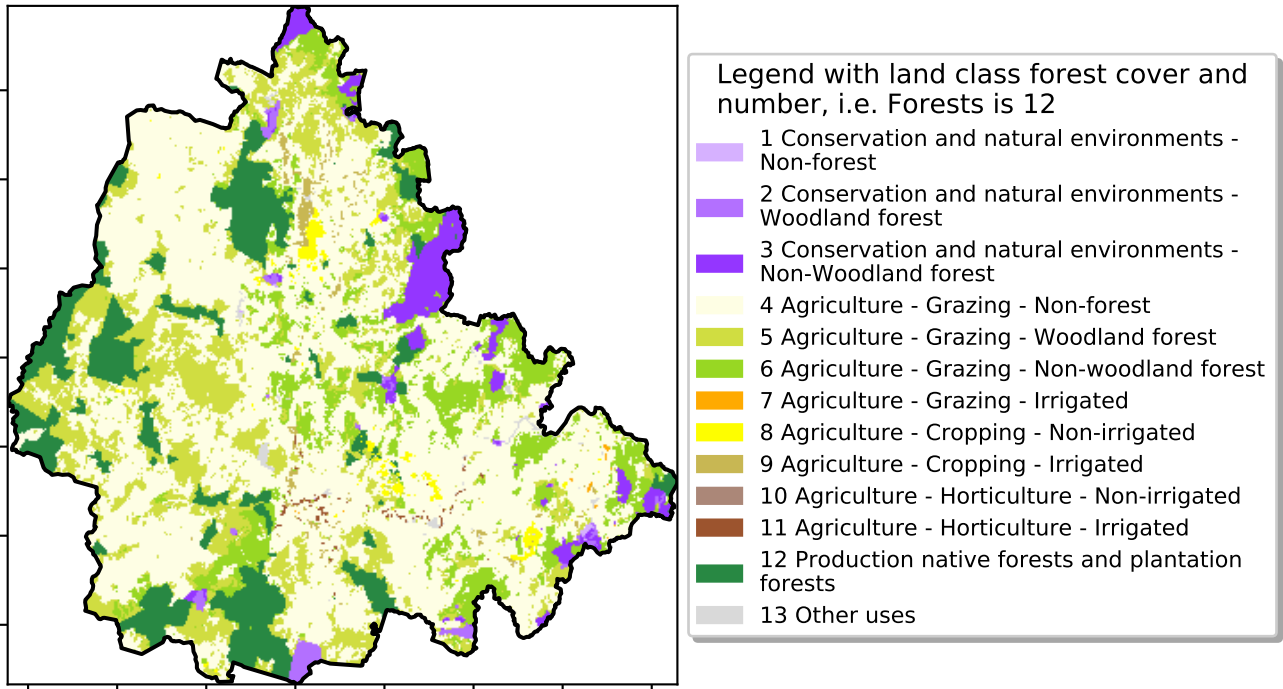 Legend with land class forest cover and
number, i.e. Forests is 12
1 Conservation and natural environments -
Non-forest
2 Conservation and natural environments -
Woodland forest
3 Conservation and natural environments -
Non-Woodland forest
4 Agriculture - Grazing - Non-forest
5 Agriculture - Grazing - Woodland forest
6 Agriculture - Grazing - Non-woodland forest
7 Agriculture - Grazing - Irrigated
8 Agriculture - Cropping - Non-irrigated
9 Agriculture - Cropping - Irrigated
10 Agriculture - Horticulture - Non-irrigated
11 Agriculture - Horticulture - Irrigated
12 Production native forests and plantation
forests
13 Other uses